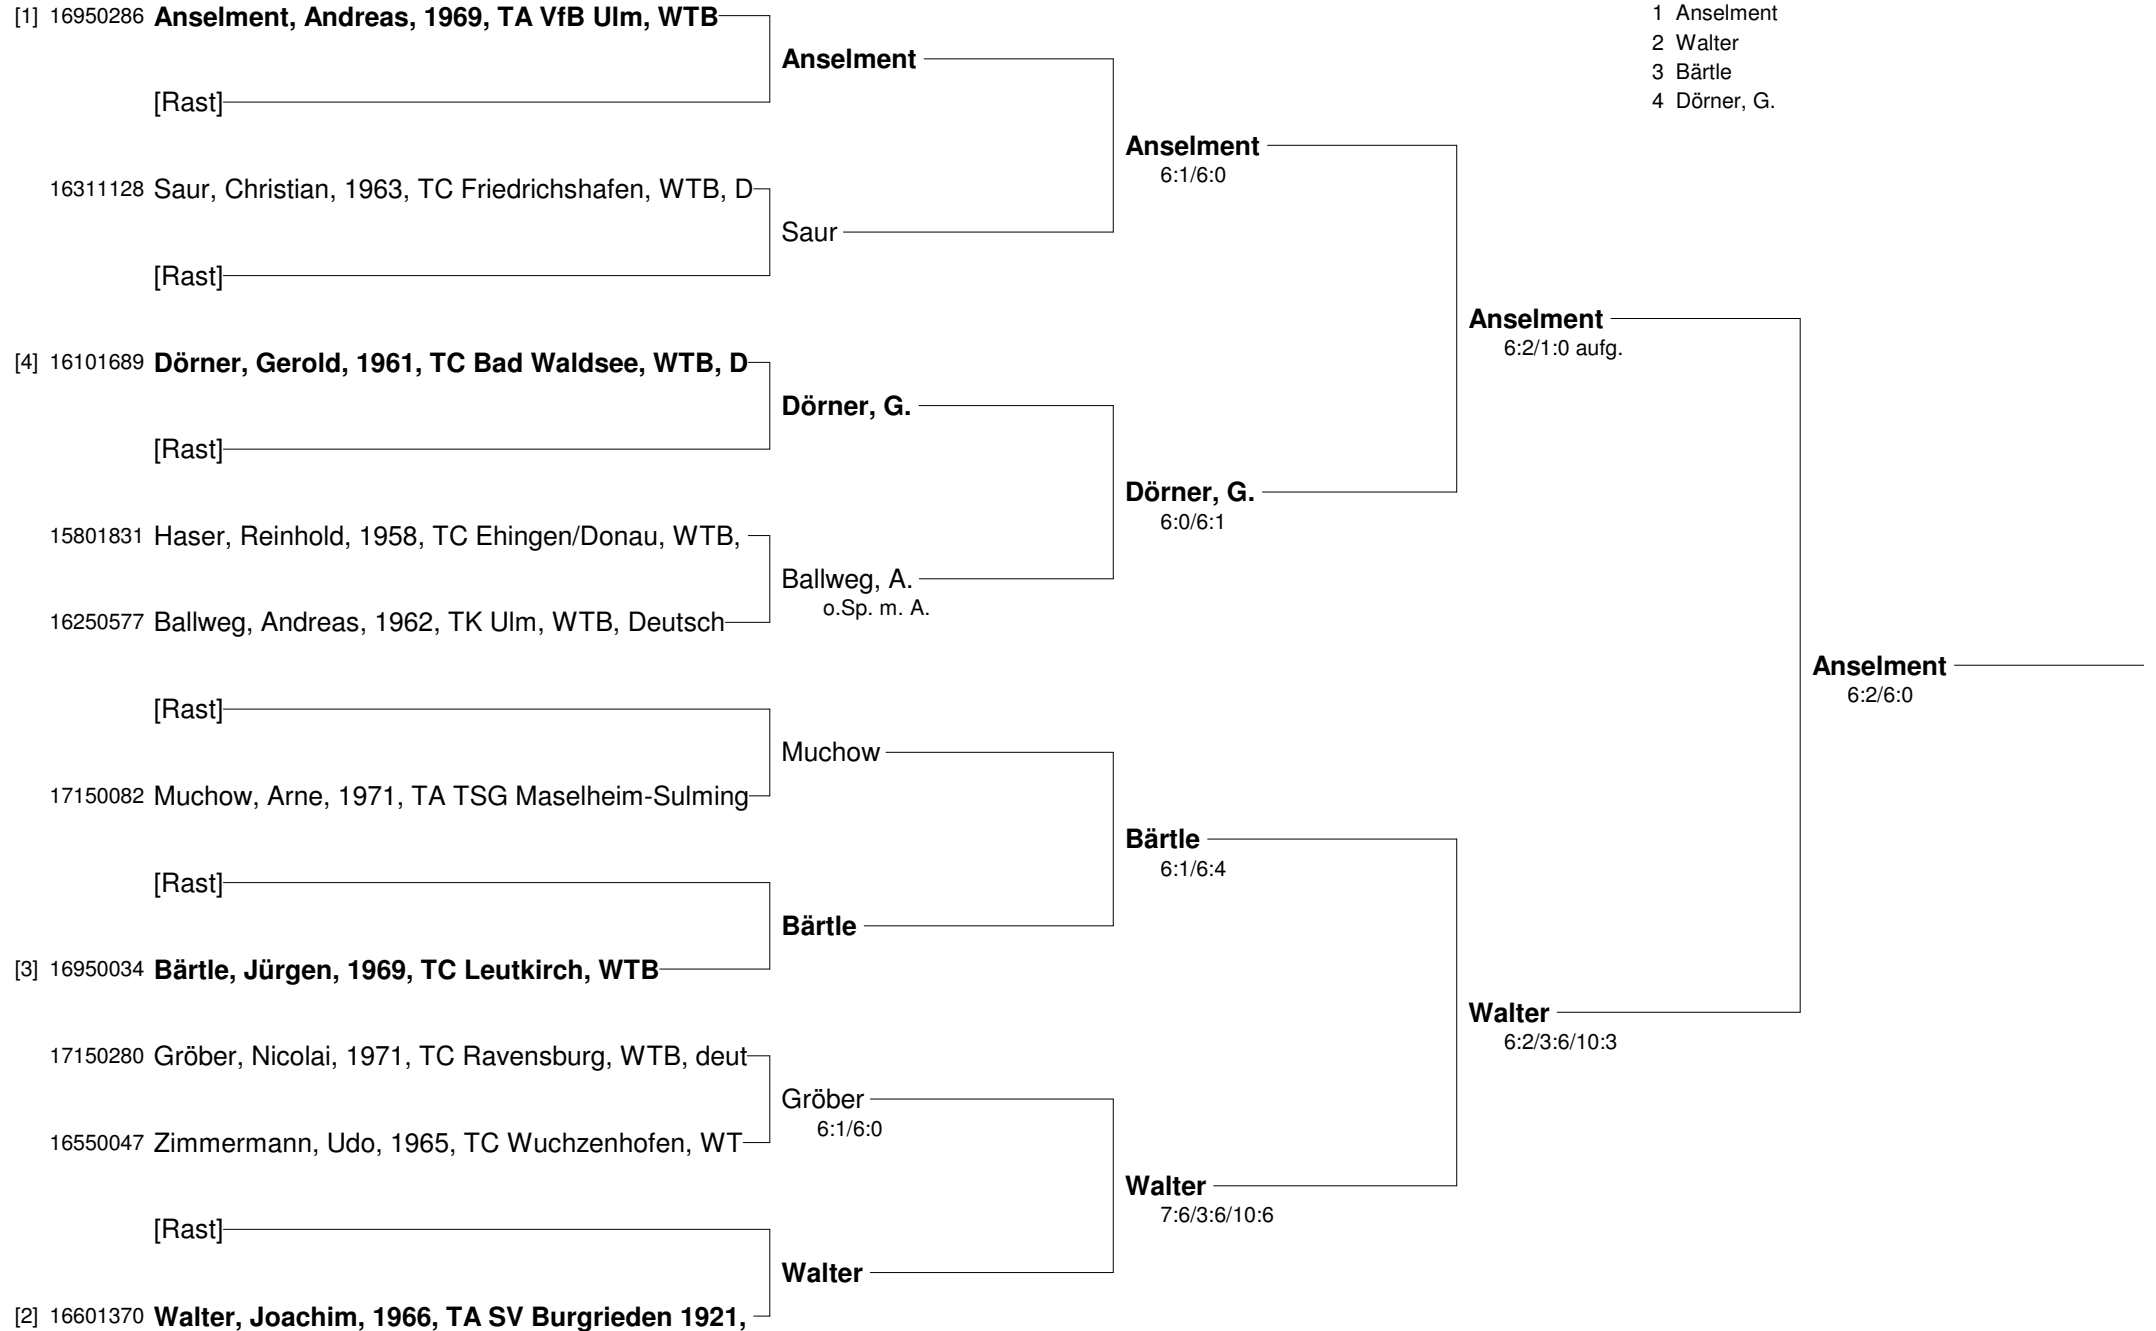 [1] 16950286 Anselment, Andreas, 1969, TA VfB Ulm, WTB
[Rast]
16311128 Saur, Christian, 1963, TC Friedrichshafen, WTB, D
[Rast]
[4] 16101689 Dörner, Gerold, 1961, TC Bad Waldsee, WTB, D
[Rast]
15801831 Haser, Reinhold, 1958, TC Ehingen/Donau, WTB,
16250577 Ballweg, Andreas, 1962, TK Ulm, WTB, Deutsch
[Rast]
17150082 Muchow, Arne, 1971, TA TSG Maselheim-Sulming
[Rast]
[3] 16950034 Bärtle, Jürgen, 1969, TC Leutkirch, WTB
17150280 Gröber, Nicolai, 1971, TC Ravensburg, WTB, deut
16550047 Zimmermann, Udo, 1965, TC Wuchzenhofen, WT
[Rast]
[2] 16601370 Walter, Joachim, 1966, TA SV Burgrieden 1921,
Anselment
Saur
Dörner, G.
Ballweg, A.
o.Sp. m. A.
Muchow
Bärtle
Gröber
6:1/6:0
Walter
Anselment
6:1/6:0
Dörner, G.
6:0/6:1
Bärtle
6:1/6:4
Walter
7:6/3:6/10:6
Anselment
6:2/1:0 aufg.
Walter
6:2/3:6/10:3
Anselment
6:2/6:0
1 Anselment
2 Walter
3 Bärtle
4 Dörner, G.